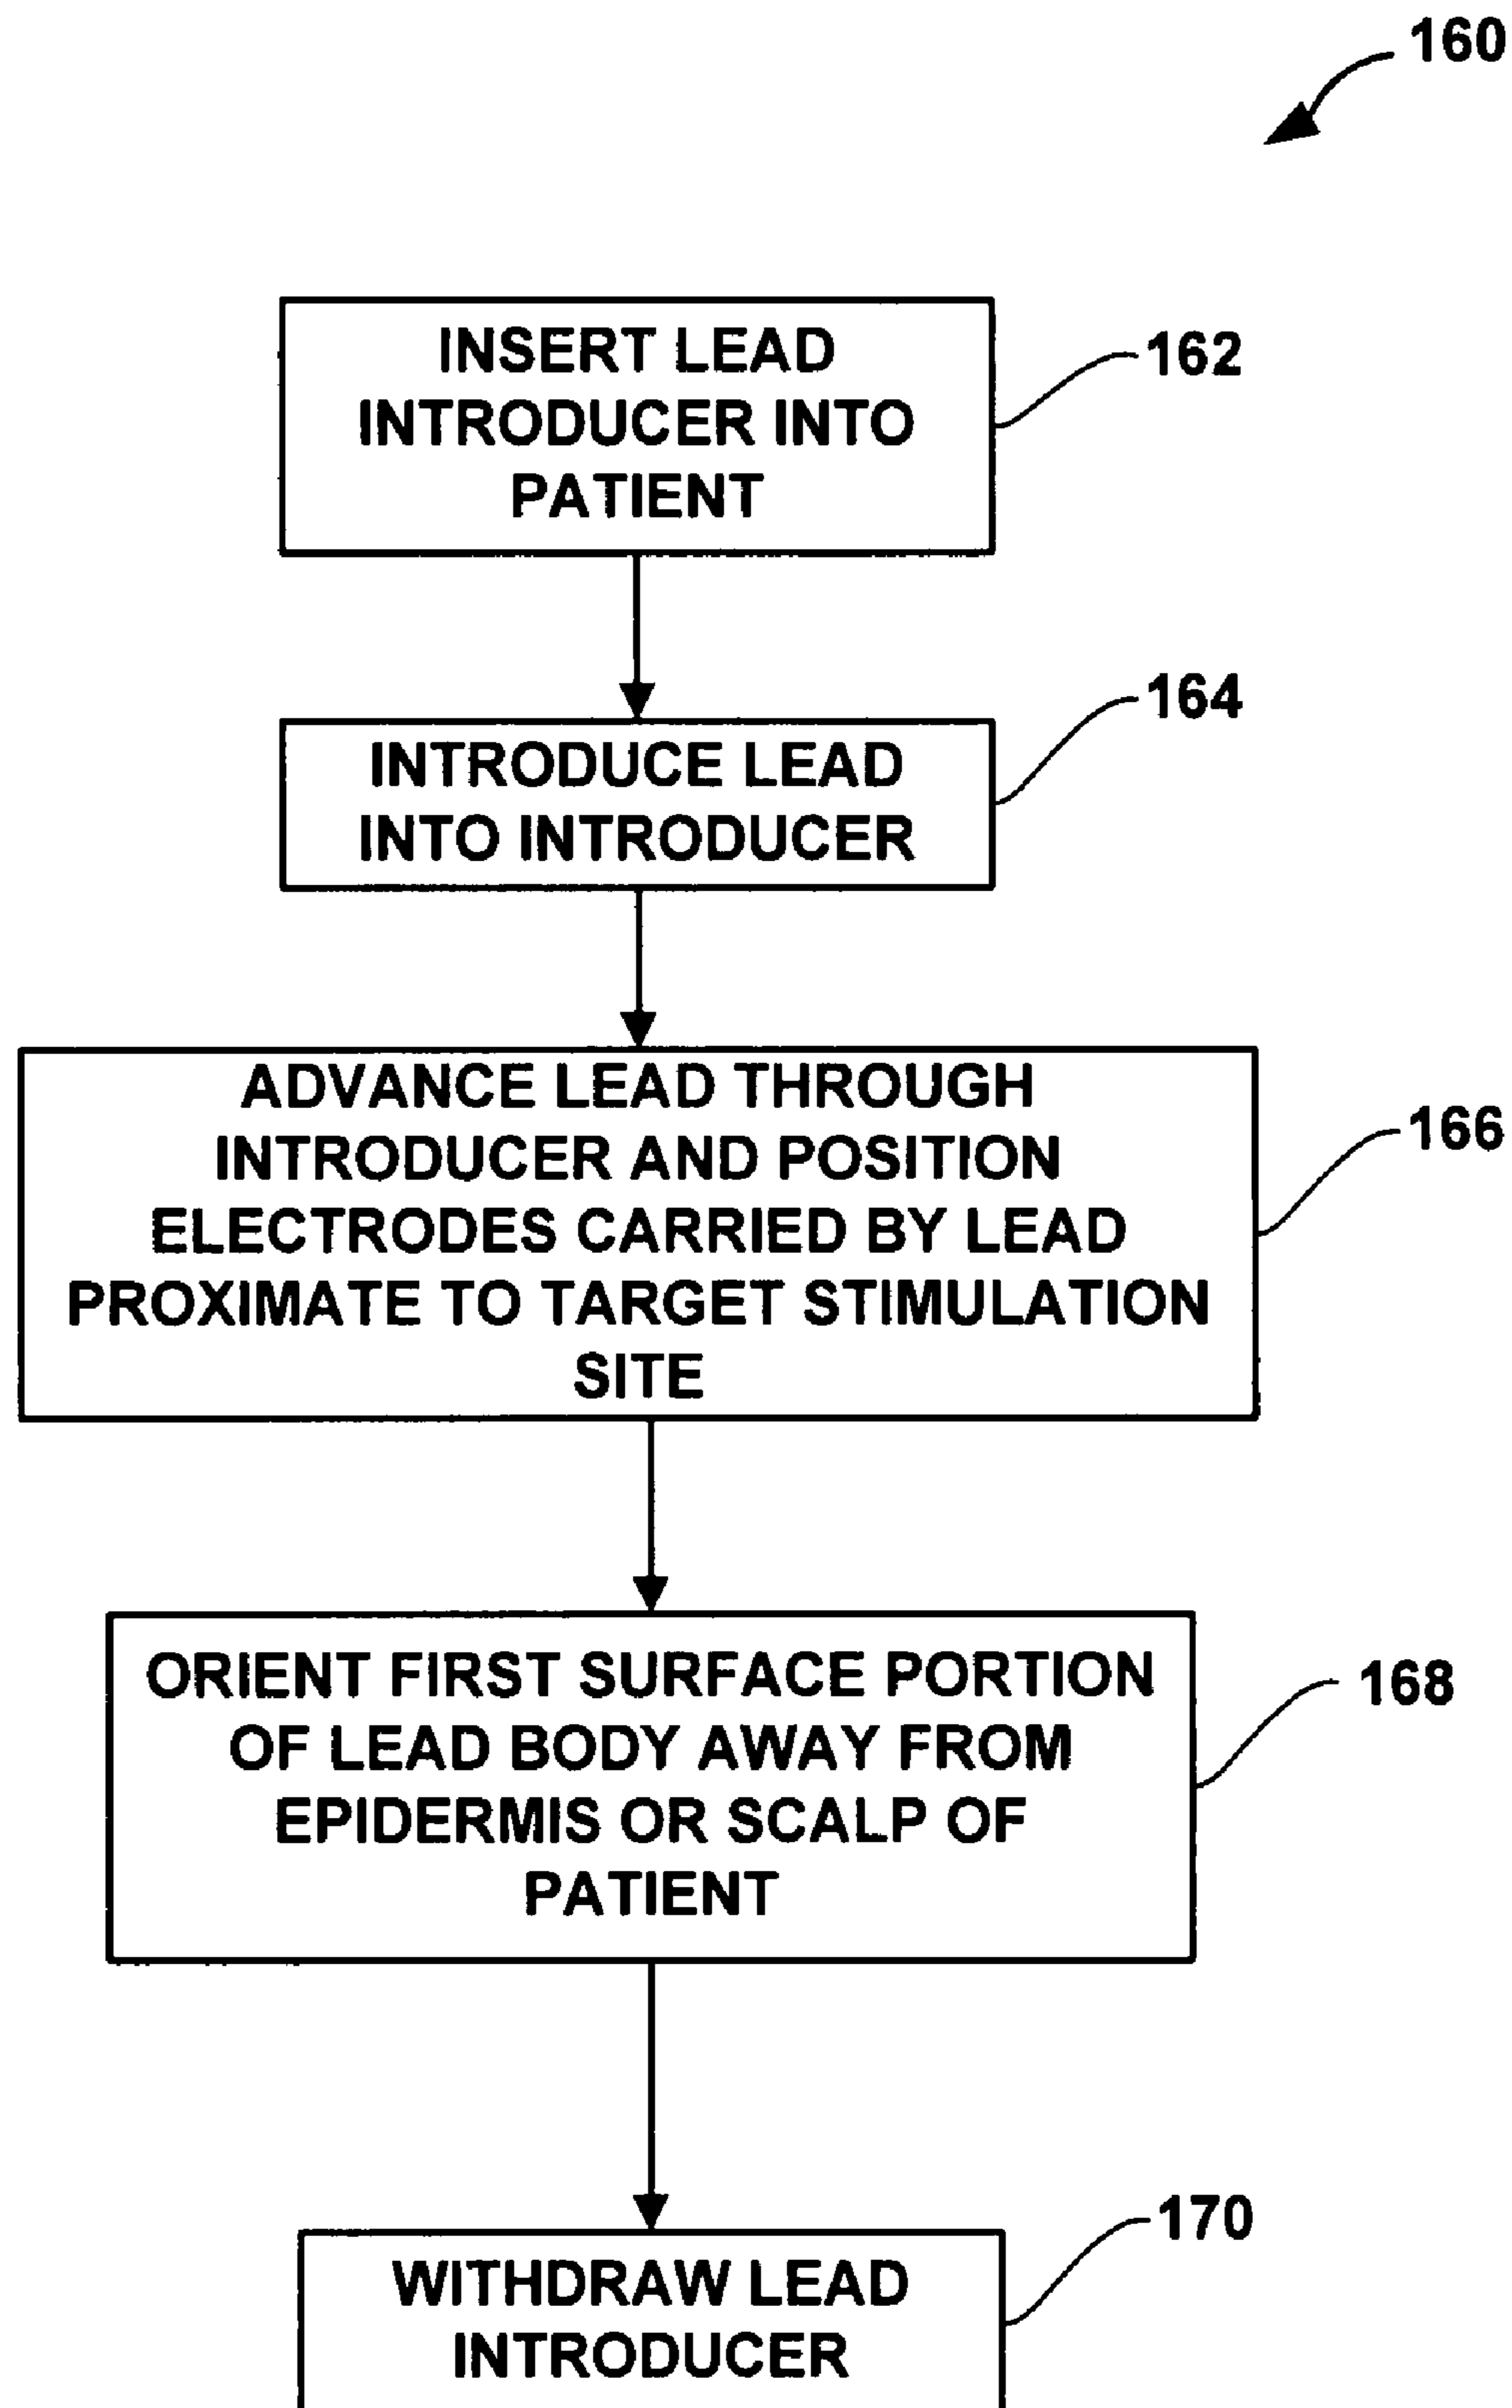 160
INSERT LEAD
INTRODUCER INTO
PATIENT
162
INTRODUCE LEAD
INTO INTRODUCER
164
ADVANCE LEAD THROUGH
INTRODUCER AND POSITION
ELECTRODES CARRIED BY LEAD
PROXIMATE TO TARGET STIMULATION
SITE
166
ORIENT FIRST SURFACE PORTION
OF LEAD BODY AWAY FROM
EPIDERMIS OR SCALP OF
PATIENT
168
WITHDRAW LEAD
INTRODUCER
170